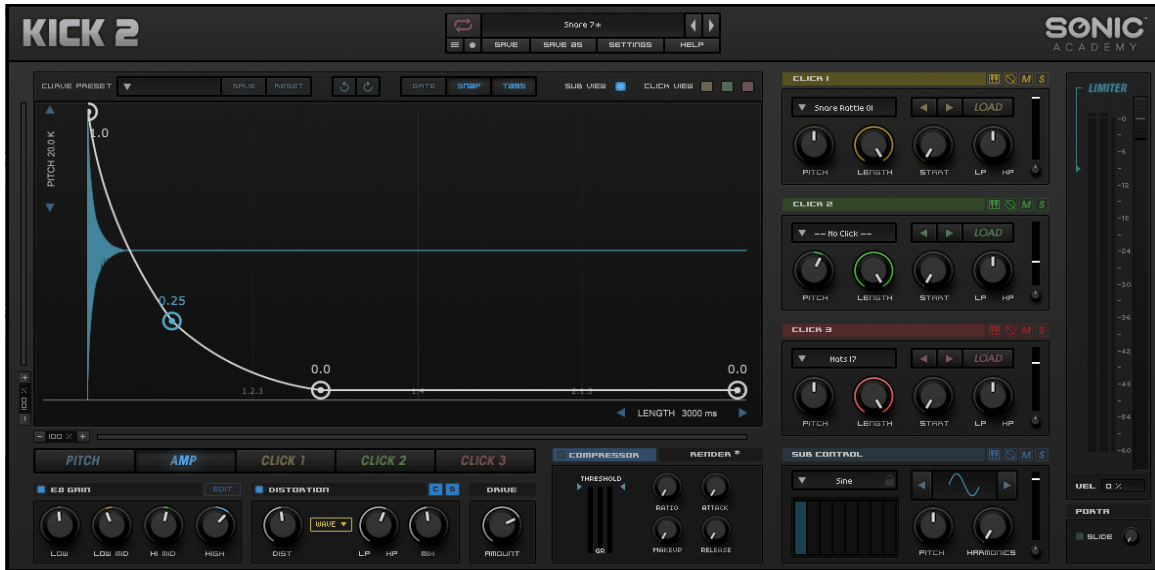 KICK 2
Snare 7*
SAVE SAVE AS SETTINGS HELP
SONIC
ACADEMY
CURVE PRESET SAVE RESET GATE SNAP TAGS SUB VIEW CLICK VIEW
PITCH 20.0 K
1.0
0.25
0.0
0.0
1.2.3 1.4 2.1.3
LENGTH 3000 ms
100 %
- 100 % +
PITCH AMP CLICK 1 CLICK 2 CLICK 3
EQ GAIN EDIT
LOW LOW MID HI MID HIGH
DISTORTION C S
DIST WAVE LP HP MIX
DRIVE
AMOUNT
COMPRESSOR RENDER *
THRESHOLD
GR
RATIO ATTACK
MAKEUP RELEASE
CLICK 1 M S
Snare Rattle 01 LOAD
PITCH LENGTH START LP HP
CLICK 2 M S
-- No Click -- LOAD
PITCH LENGTH START LP HP
CLICK 3 M S
Hats 17 LOAD
PITCH LENGTH START LP HP
SUB CONTROL M S
Sine
PITCH HARMONICS
LIMITER
-0
-6
-12
-18
-24
-30
-36
-42
-48
-54
-60
VEL 0 %
PORTA
SLIDE